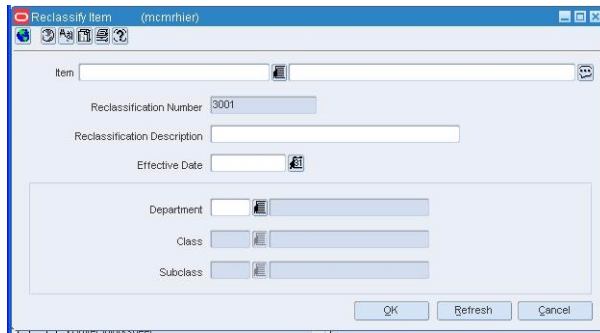 Reclassify Item (mcmrhier)
Item
Reclassification Number 3001
Reclassification Description
Effective Date
Department
Class
Subclass
OK Refresh Cancel